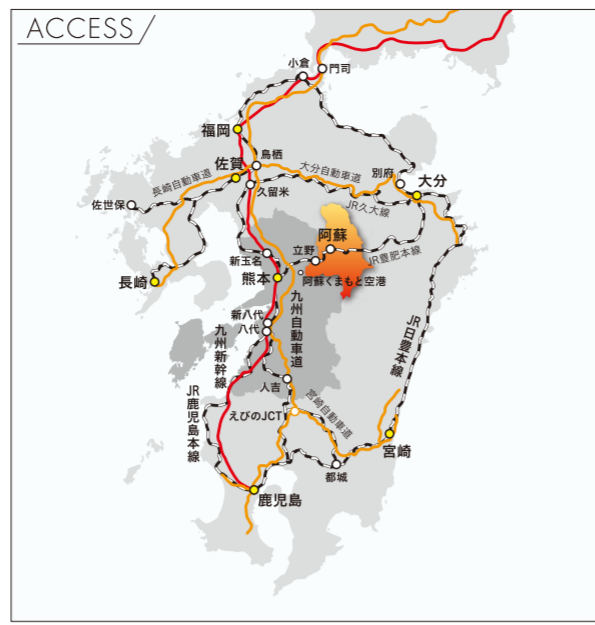 ACCESS
小倉
門司
福岡
鳥栖
佐賀
長崎自動車道
大分自動車道
別府
大分
佐世保
久留米
JR久大線
阿蘇
立野
JR豊肥本線
新玉名
長崎
熊本
阿蘇くまもと空港
九州自動車道
新八代
八代
九州新幹線
JR日豊本線
人吉
JR鹿児島本線
えびのJCT
宮崎自動車道
宮崎
都城
鹿児島